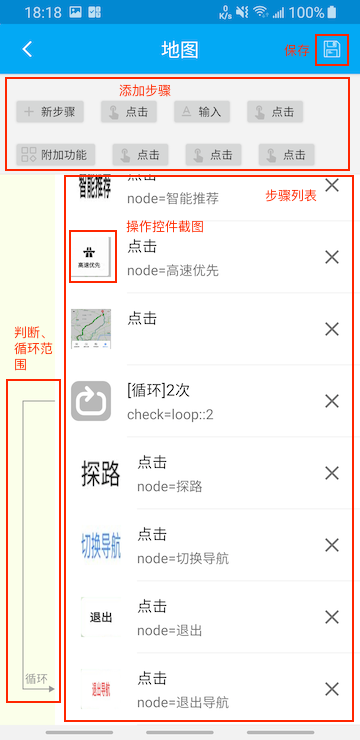 18:18
0
K/s
100%
地图
保存
添加步骤
新步骤
点击
输入
点击
附加功能
点击
点击
点击
智能推荐
点击
node=智能推荐
步骤列表
操作控件截图
高速优先
点击
node=高速优先
点击
判断、
循环范
围
[循环]2次
check=loop::2
探路
点击
node=探路
切换导航
点击
node=切换导航
退出
点击
node=退出
退出导航
点击
node=退出导航
循环